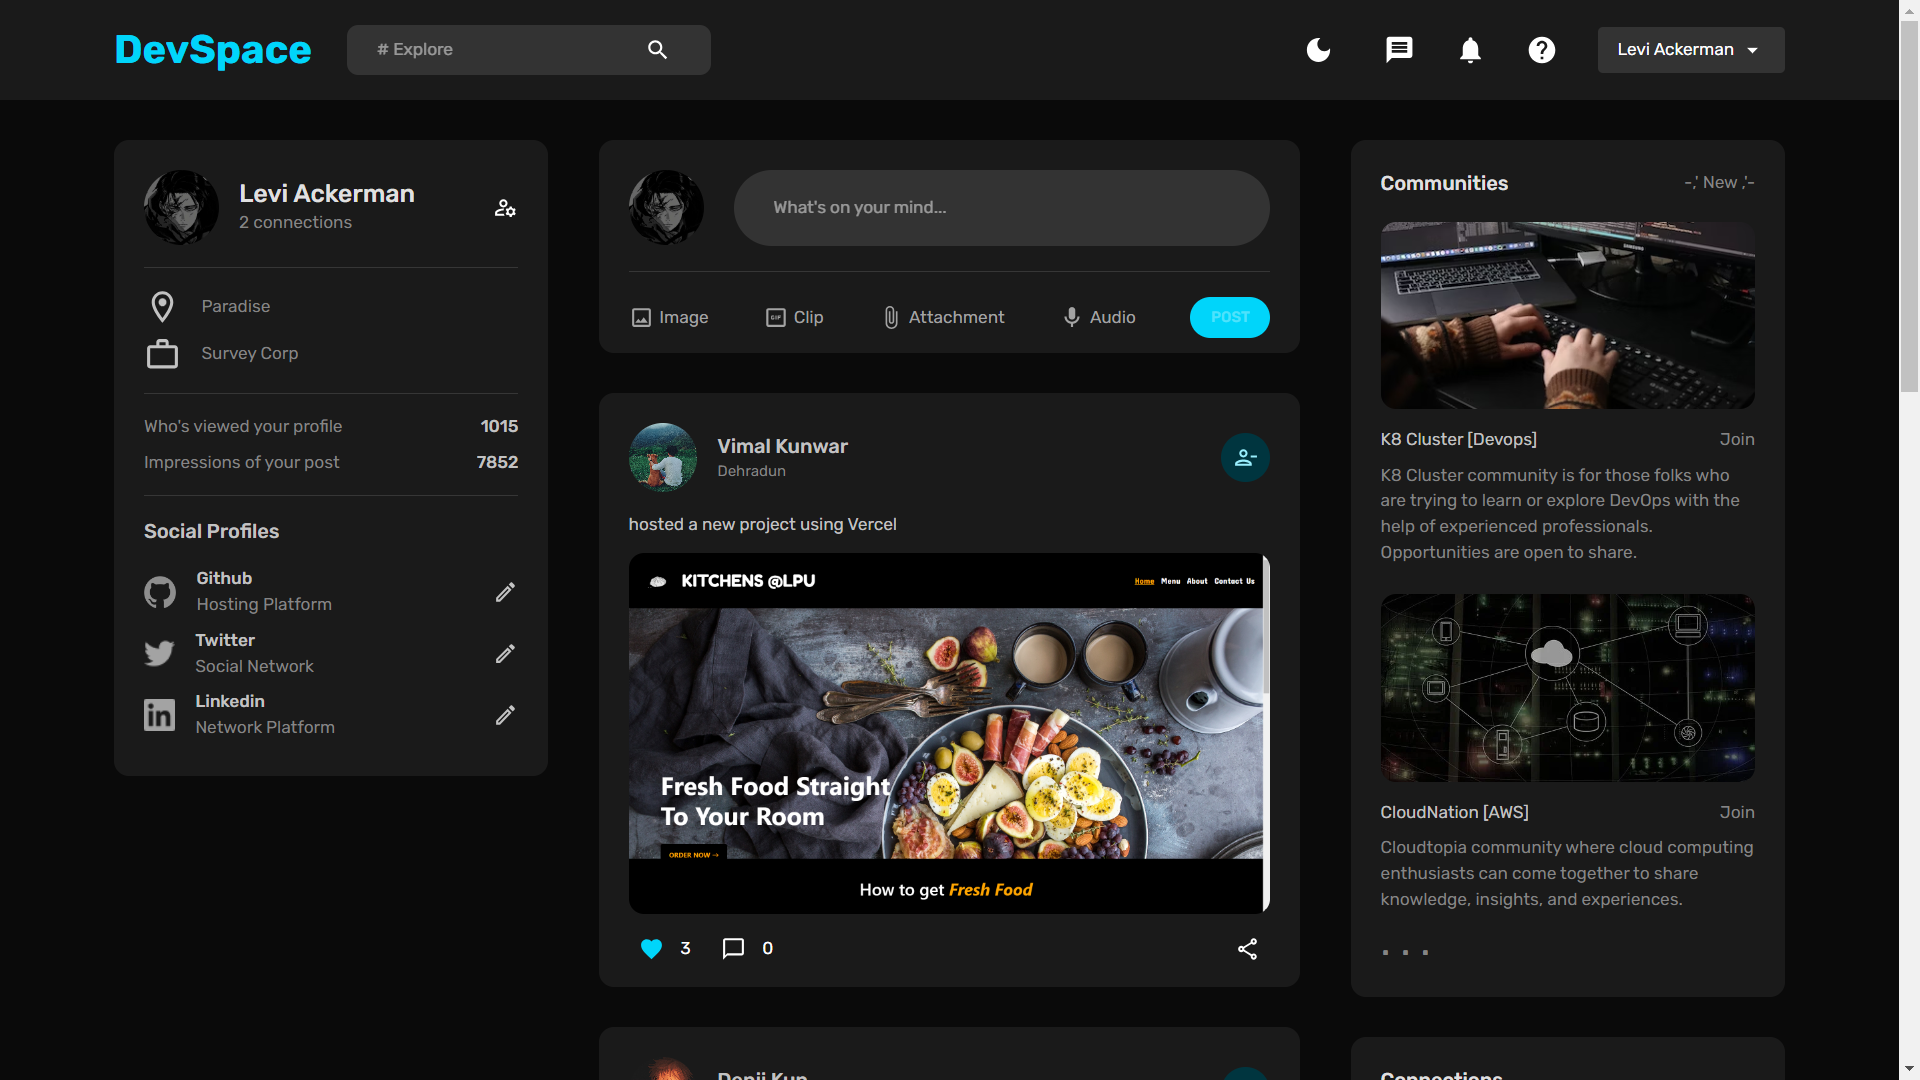 DevSpace
# Explore
Levi Ackerman
Levi Ackerman
2 connections
Paradise
Survey Corp
Who's viewed your profile 1015
Impressions of your post 7852
Social Profiles
Github
Hosting Platform
Twitter
Social Network
Linkedin
Network Platform
What's on your mind...
Image GIF Clip Attachment Audio POST
Vimal Kunwar
Dehradun
hosted a new project using Vercel
KITCHENS @LPU Home Menu About Contact Us
Fresh Food Straight
To Your Room
ORDER NOW →
How to get Fresh Food
3 0
Communities -,' New ,'-
SAMSUNG
K8 Cluster [Devops] Join
K8 Cluster community is for those folks who
are trying to learn or explore DevOps with the
help of experienced professionals.
Opportunities are open to share.
CloudNation [AWS] Join
Cloudtopia community where cloud computing
enthusiasts can come together to share
knowledge, insights, and experiences.
. . .
Denji Kun
Connections